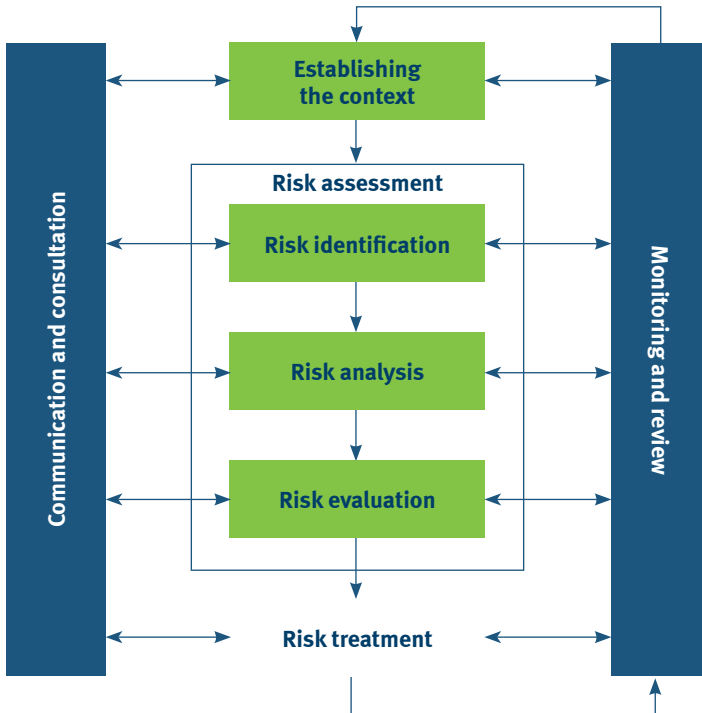 Establishing
the context
Risk assessment
Risk identification
Risk analysis
Risk evaluation
Risk treatment
Communication and consultation
Monitoring and review